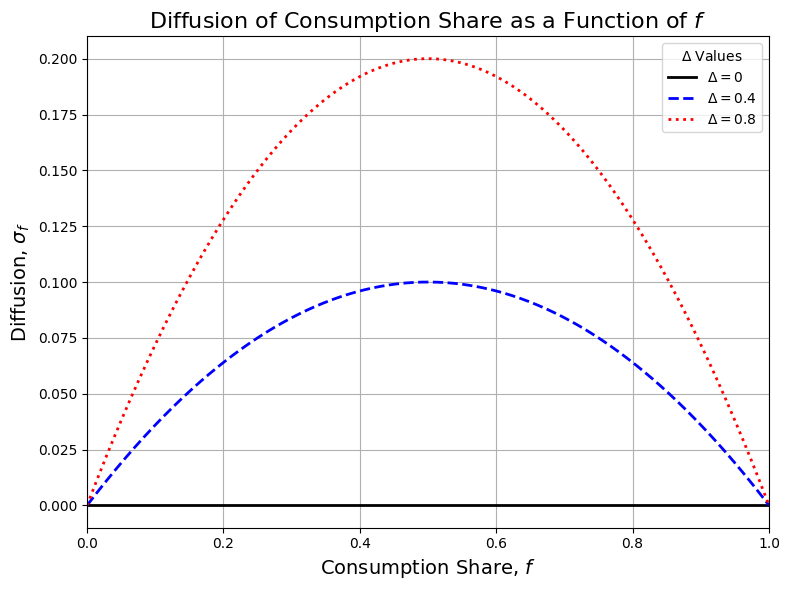 Diffusion of Consumption Share as a Function of f
Δ Values
Δ = 0
Δ = 0.4
Δ = 0.8
Diffusion, σ_f
0.200
0.175
0.150
0.125
0.100
0.075
0.050
0.025
0.000
0.0 0.2 0.4 0.6 0.8 1.0
Consumption Share, f